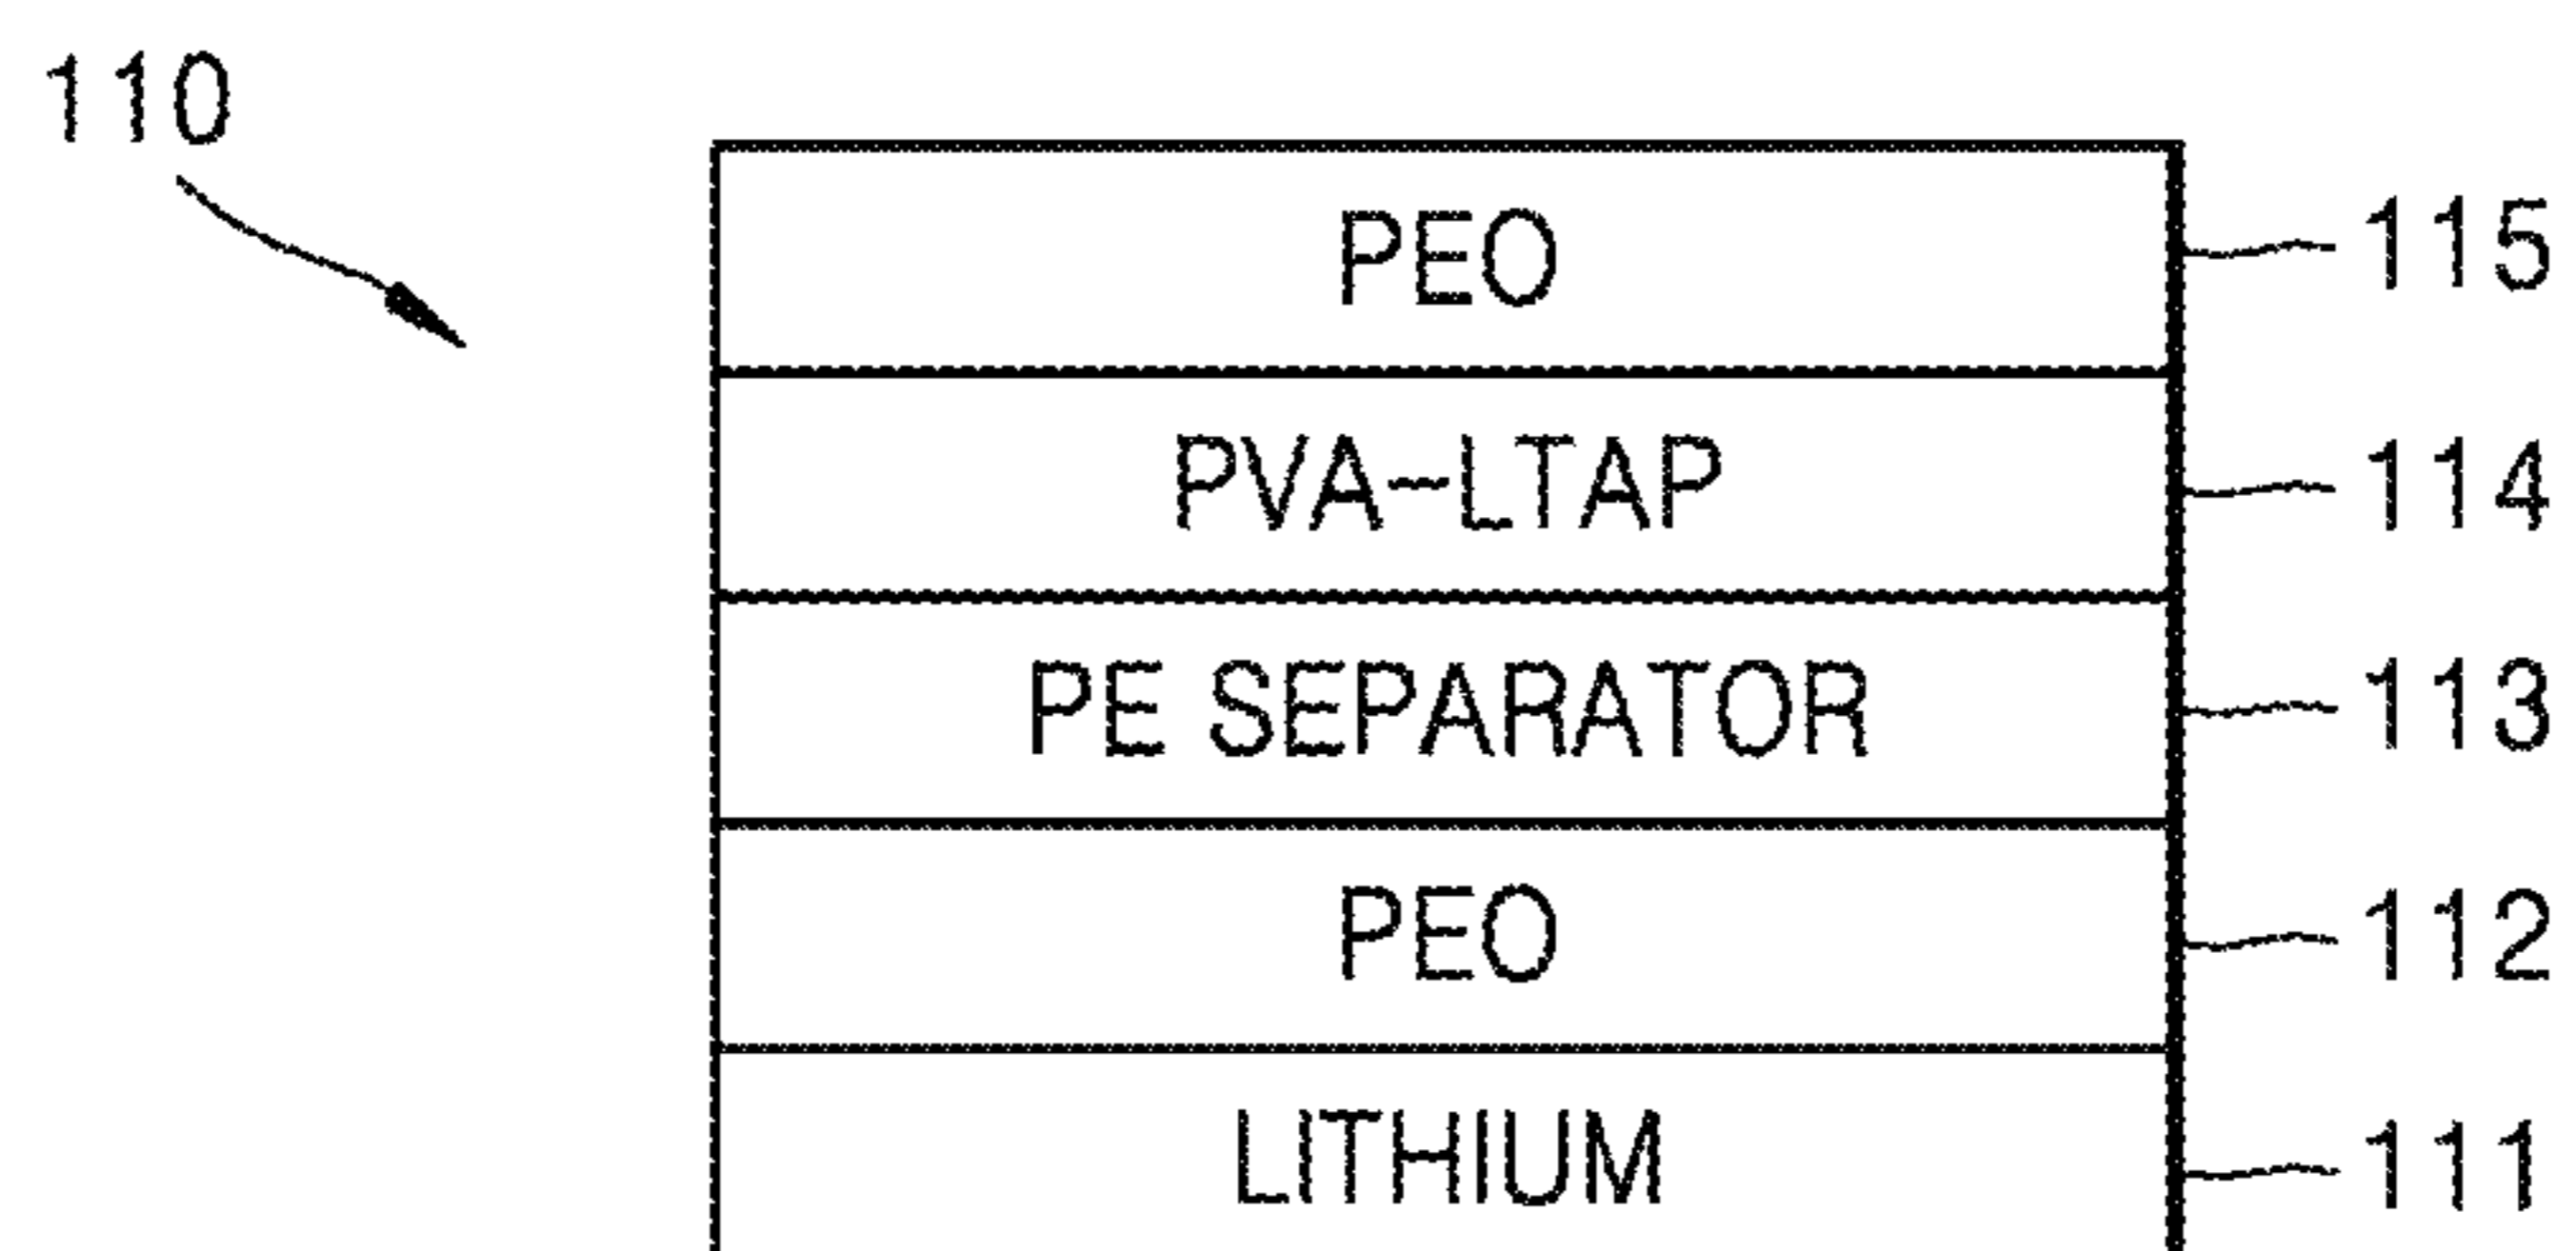 110
PEO 115
PVA-LTAP 114
PE SEPARATOR 113
PEO 112
LITHIUM 111